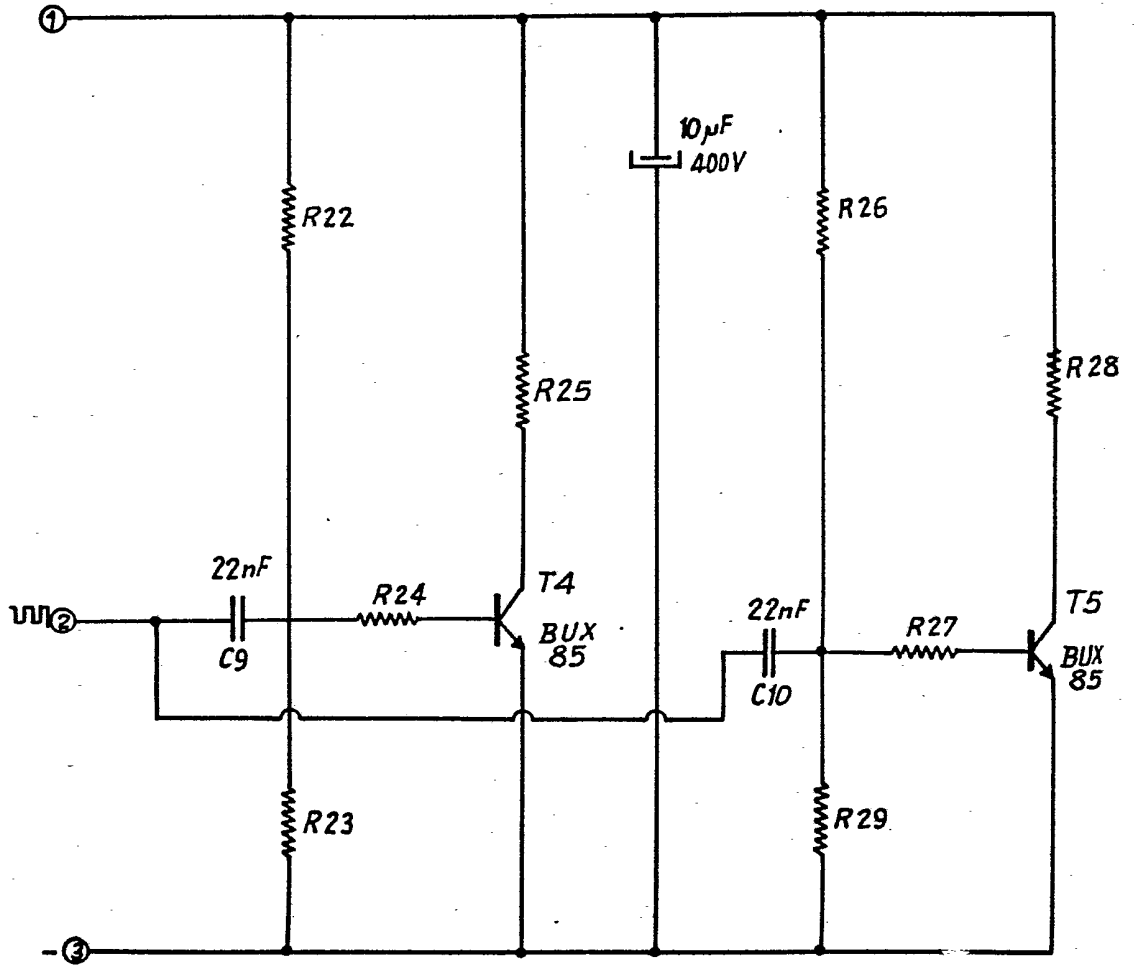 1
10µF
400V
R22
R26
R25
R28
22nF
C9
R24
T4
BUX
85
2
22nF
C10
R27
T5
BUX
85
R23
R29
- 3